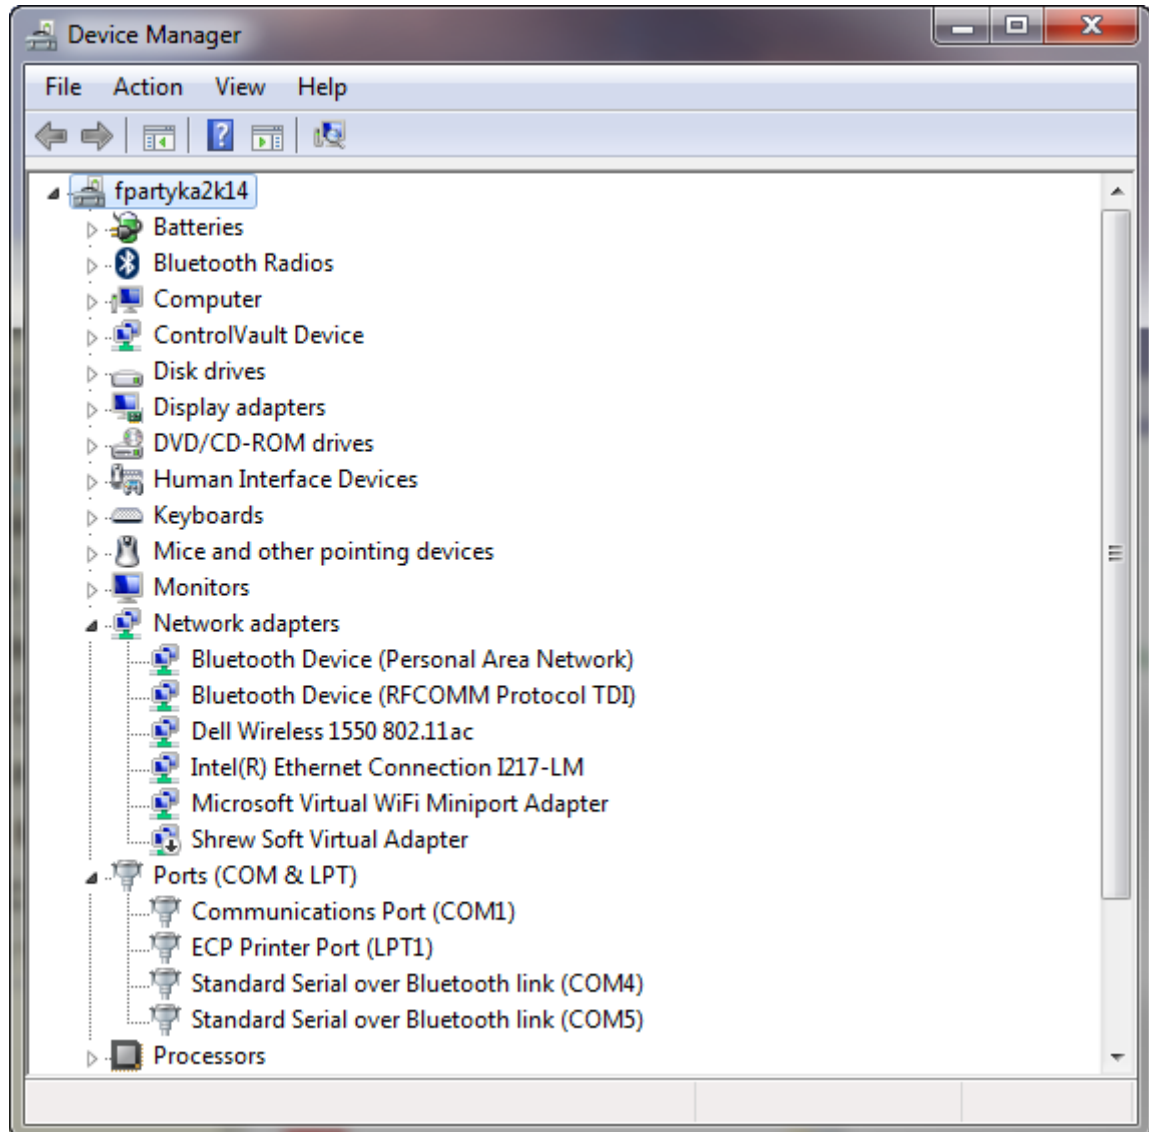 Device Manager
File Action View Help
fpartyka2k14
Batteries
Bluetooth Radios
Computer
ControlVault Device
Disk drives
Display adapters
DVD/CD-ROM drives
Human Interface Devices
Keyboards
Mice and other pointing devices
Monitors
Network adapters
Bluetooth Device (Personal Area Network)
Bluetooth Device (RFCOMM Protocol TDI)
Dell Wireless 1550 802.11ac
Intel(R) Ethernet Connection I217-LM
Microsoft Virtual WiFi Miniport Adapter
Shrew Soft Virtual Adapter
Ports (COM & LPT)
Communications Port (COM1)
ECP Printer Port (LPT1)
Standard Serial over Bluetooth link (COM4)
Standard Serial over Bluetooth link (COM5)
Processors